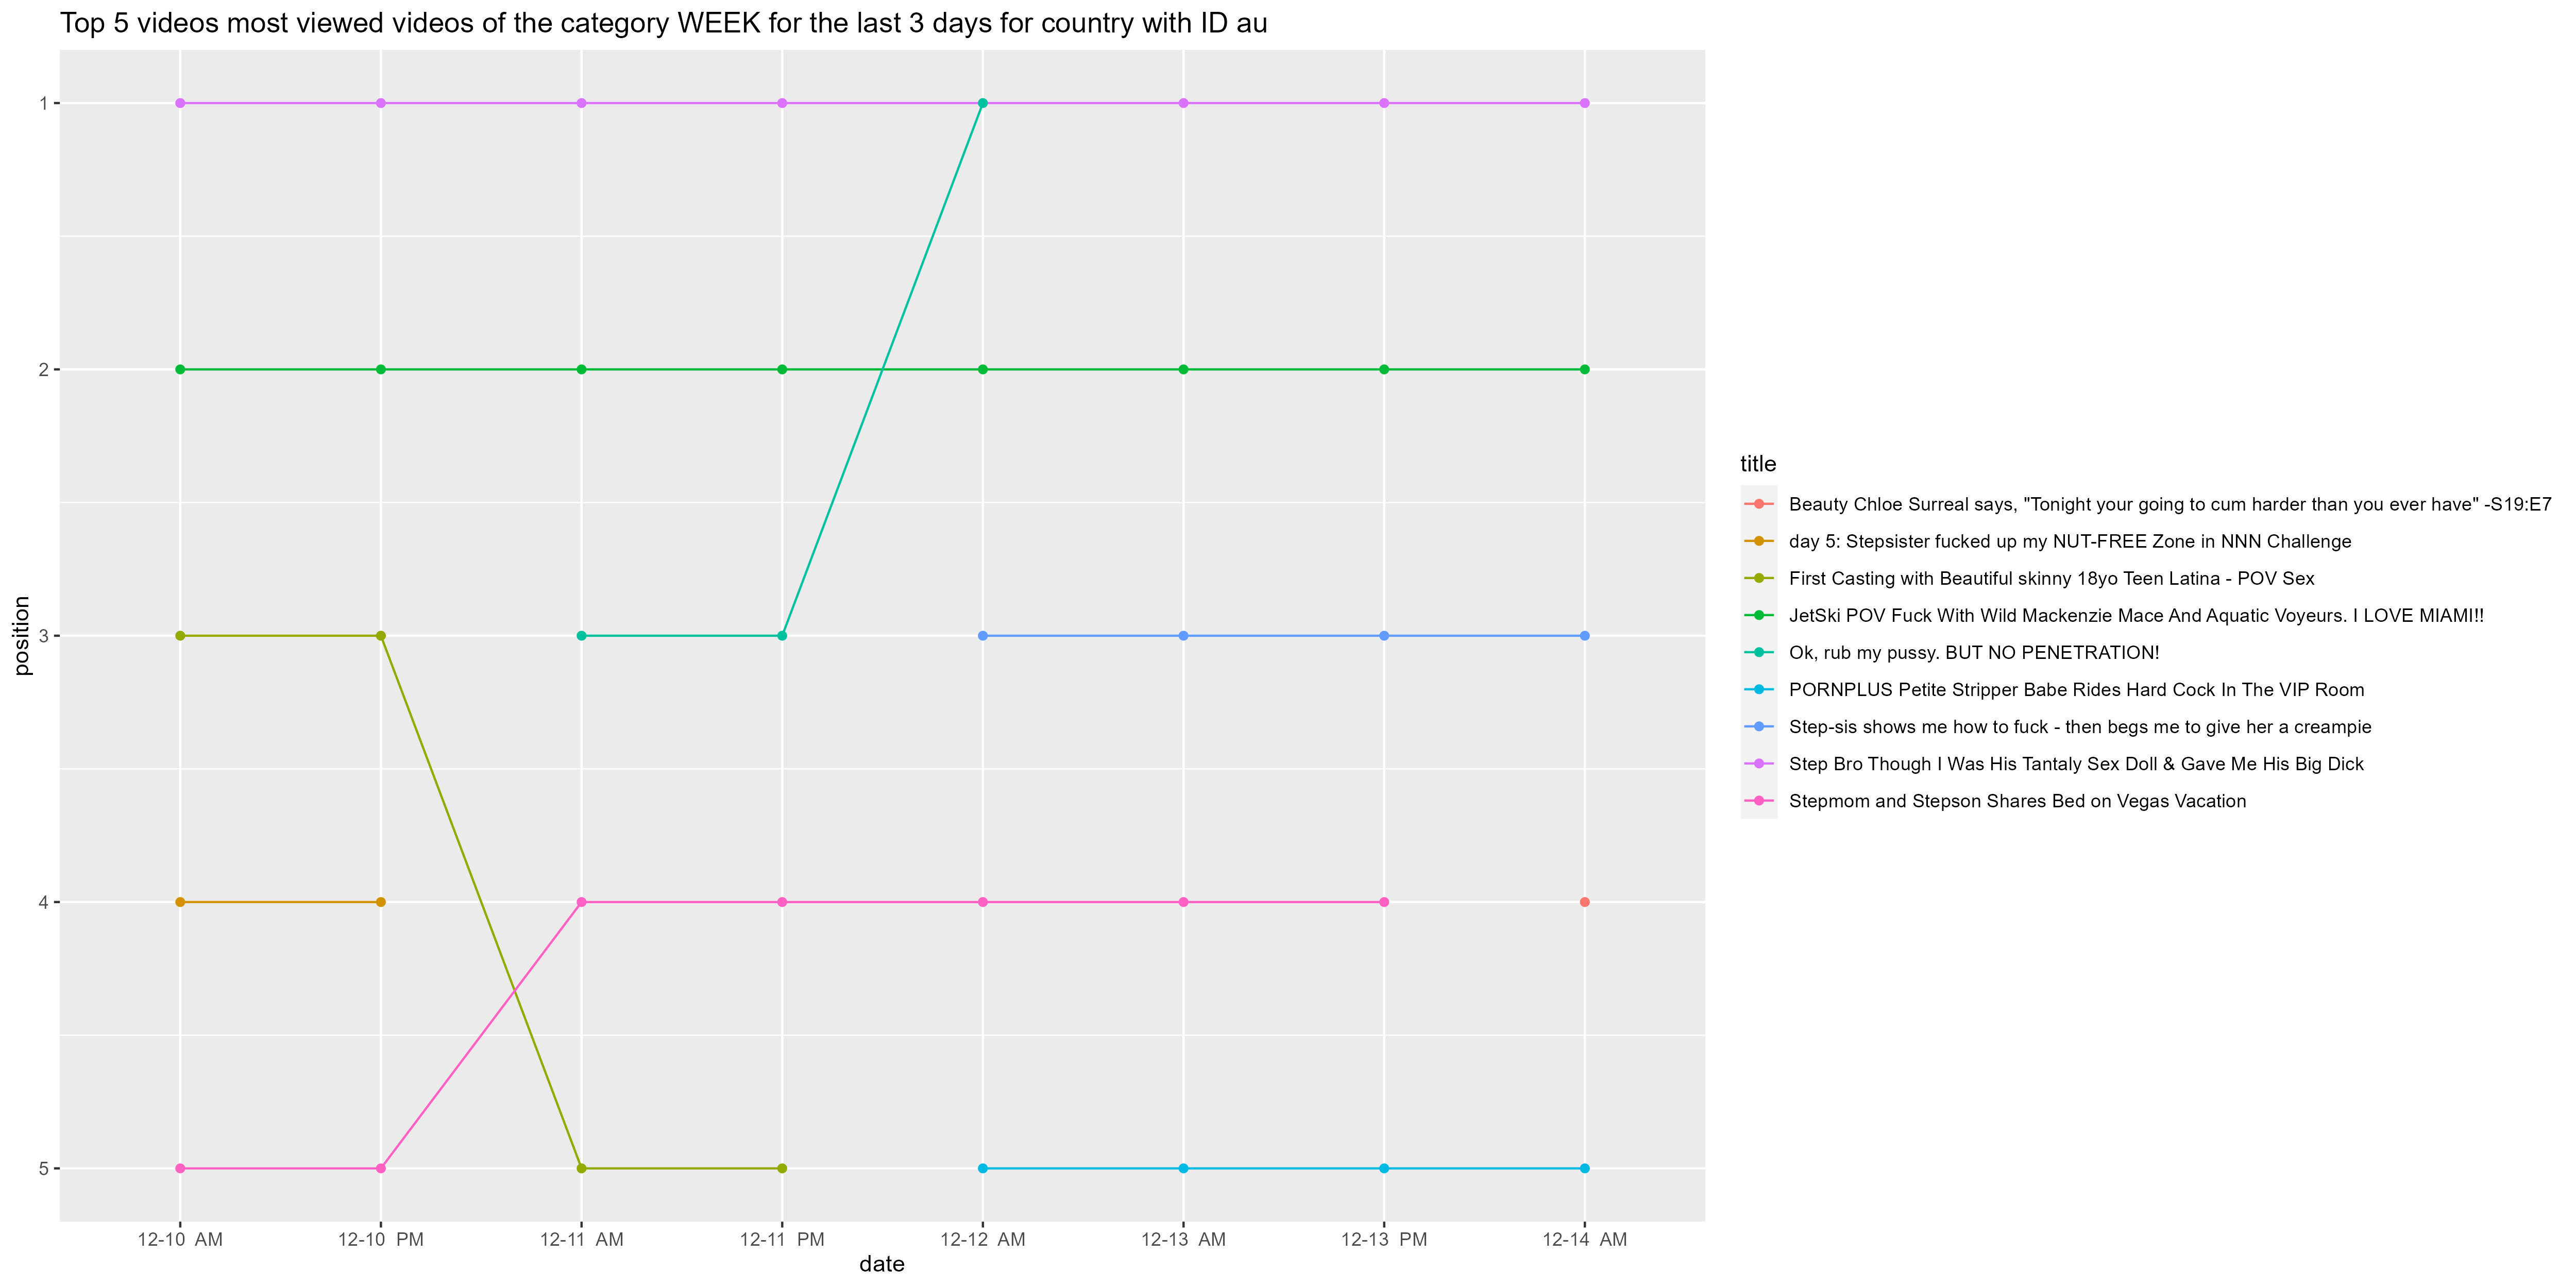 Top 5 videos most viewed videos of the category WEEK for the last 3 days for country with ID au
position
1
2
3
4
5
12-10 AM
12-10 PM
12-11 AM
12-11 PM
12-12 AM
12-13 AM
12-13 PM
12-14 AM
date
title
Beauty Chloe Surreal says, "Tonight your going to cum harder than you ever have" -S19:E7
day 5: Stepsister fucked up my NUT-FREE Zone in NNN Challenge
First Casting with Beautiful skinny 18yo Teen Latina - POV Sex
JetSki POV Fuck With Wild Mackenzie Mace And Aquatic Voyeurs. I LOVE MIAMI!!
Ok, rub my pussy. BUT NO PENETRATION!
PORNPLUS Petite Stripper Babe Rides Hard Cock In The VIP Room
Step-sis shows me how to fuck - then begs me to give her a creampie
Step Bro Though I Was His Tantaly Sex Doll & Gave Me His Big Dick
Stepmom and Stepson Shares Bed on Vegas Vacation